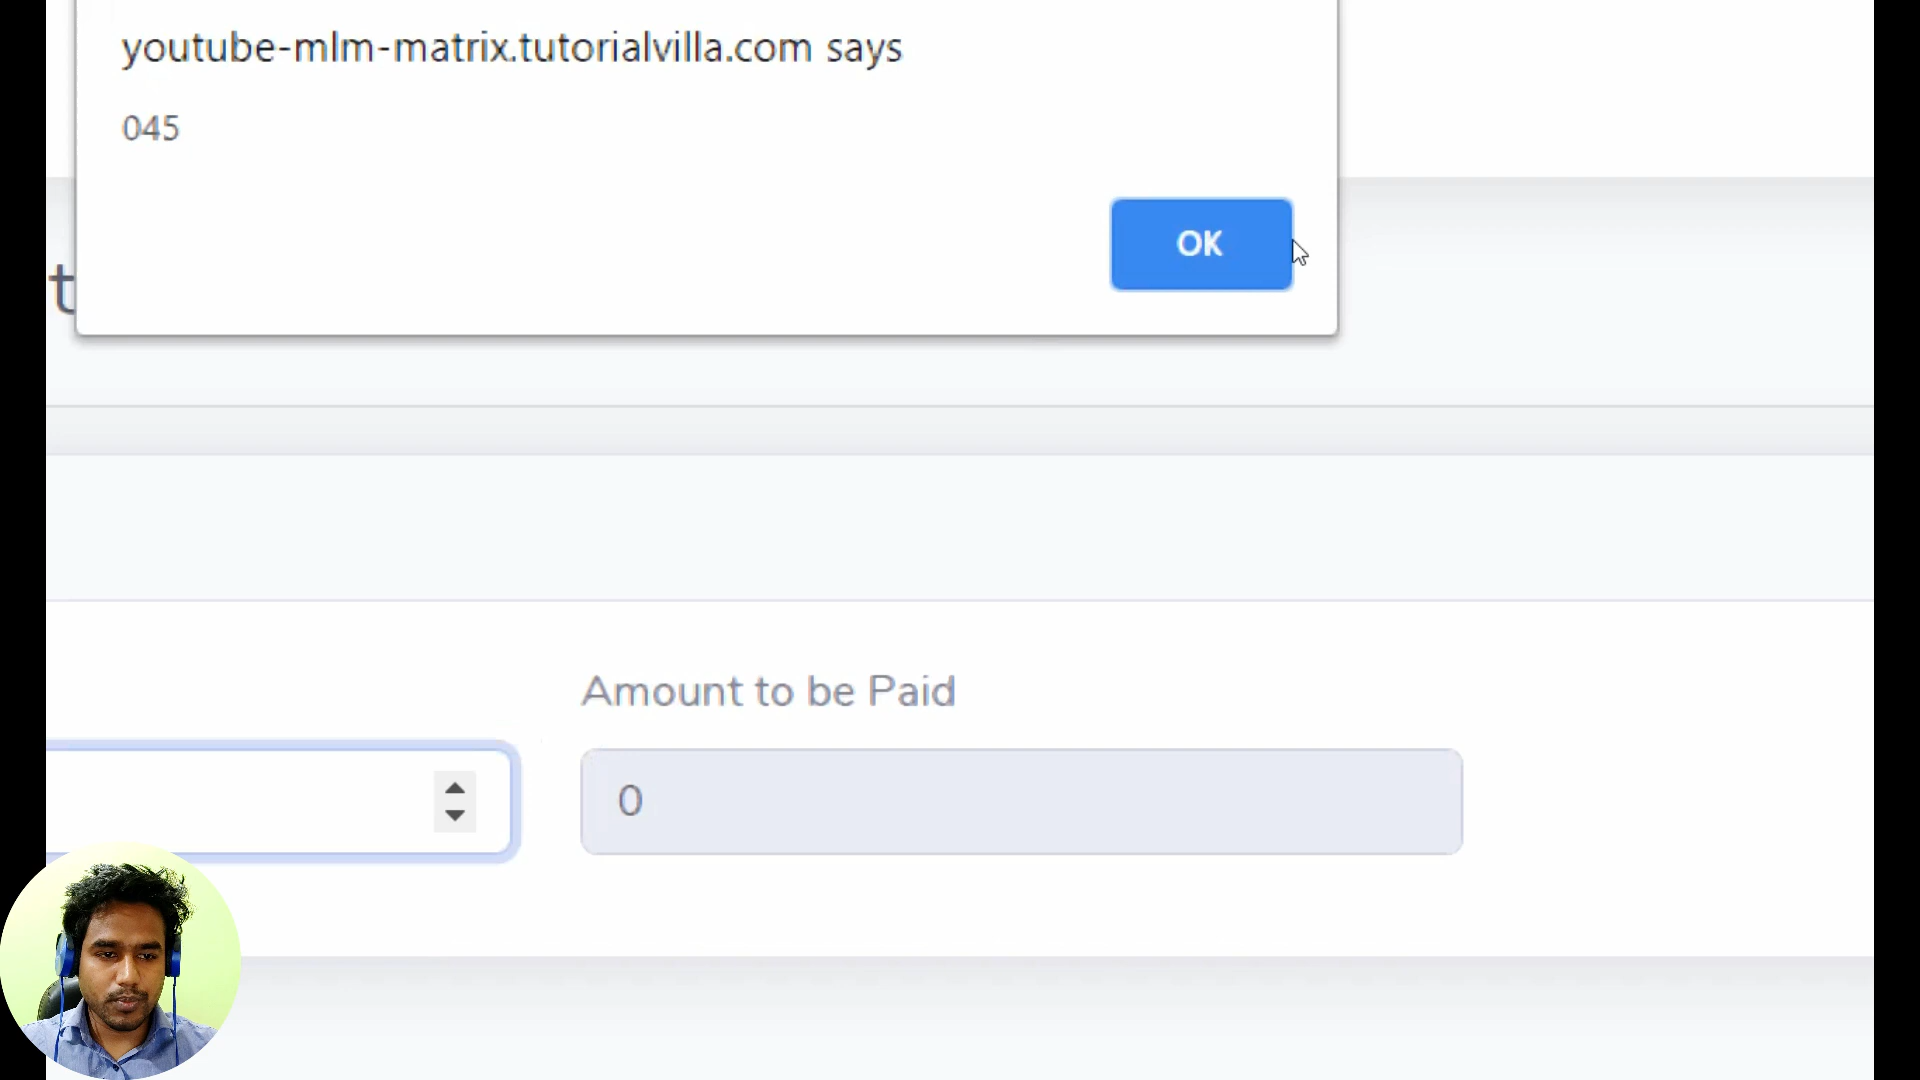 youtube-mlm-matrix.tutorialvilla.com says
045
OK
t
Amount to be Paid
0